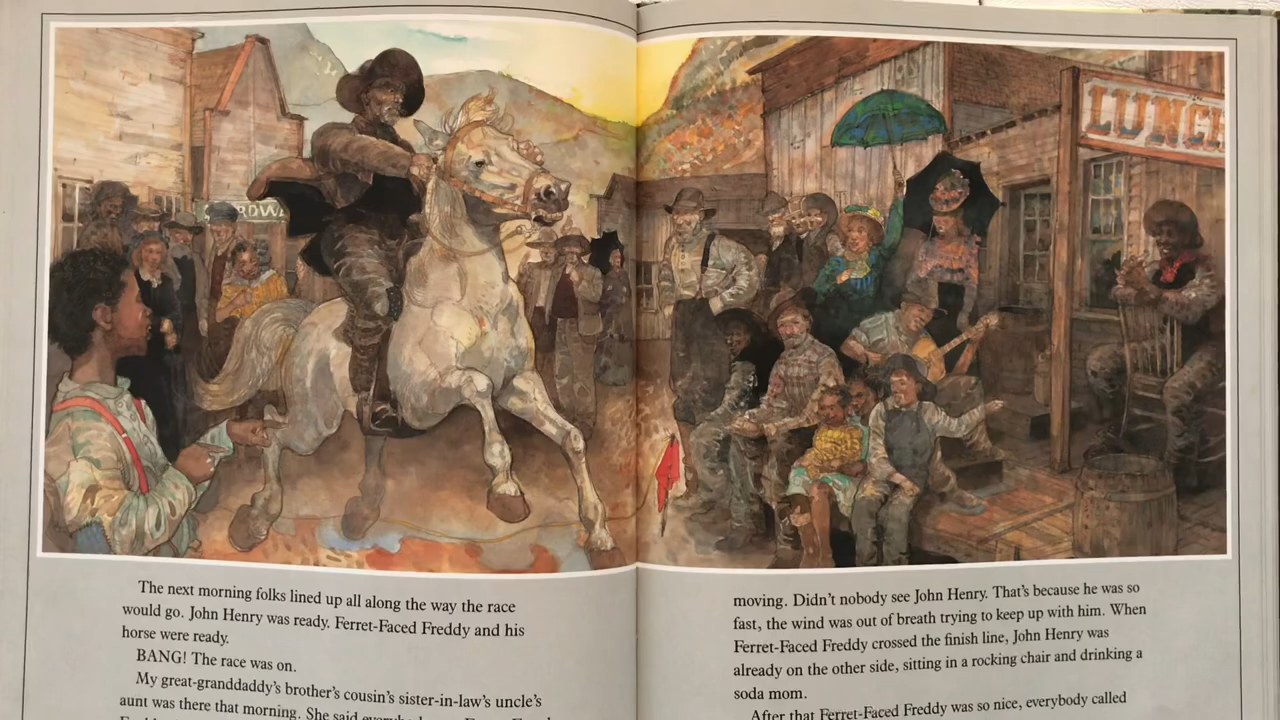 LUNCH
The next morning folks lined up all along the way the race
would go. John Henry was ready. Ferret-Faced Freddy and his
horse were ready.
BANG! The race was on.
My great-granddaddy's brother's cousin's sister-in-law's uncle's
aunt was there that morning. She said
moving. Didn't nobody see John Henry. That's because he was so
fast, the wind was out of breath trying to keep up with him. When
Ferret-Faced Freddy crossed the finish line, John Henry was
already on the other side, sitting in a rocking chair and drinking a
soda mom.
After that Ferret-Faced Freddy was so nice, everybody called